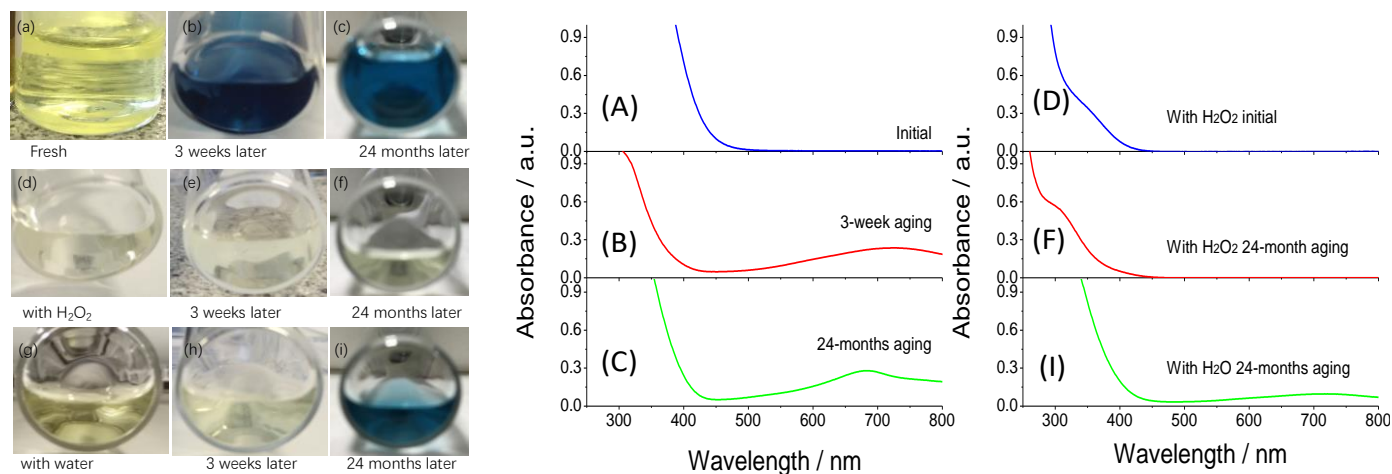 (a) (b) (c)
Fresh 3 weeks later 24 months later
(d) (e) (f)
with H₂O₂ 3 weeks later 24 months later
(g) (h) (i)
with water 3 weeks later 24 months later
Absorbance / a.u.
0.9
0.6
0.3
0.0
(A)
Initial
0.9
0.6
0.3
0.0
(B)
3-week aging
0.9
0.6
0.3
0.0
(C)
24-months aging
300 400 500 600 700 800
Wavelength / nm
Absorbance / a.u.
0.9
0.6
0.3
0.0
(D)
With H₂O₂ initial
0.9
0.6
0.3
0.0
(F)
With H₂O₂ 24-month aging
0.9
0.6
0.3
0.0
(I)
With H₂O 24-months aging
300 400 500 600 700 800
Wavelength / nm